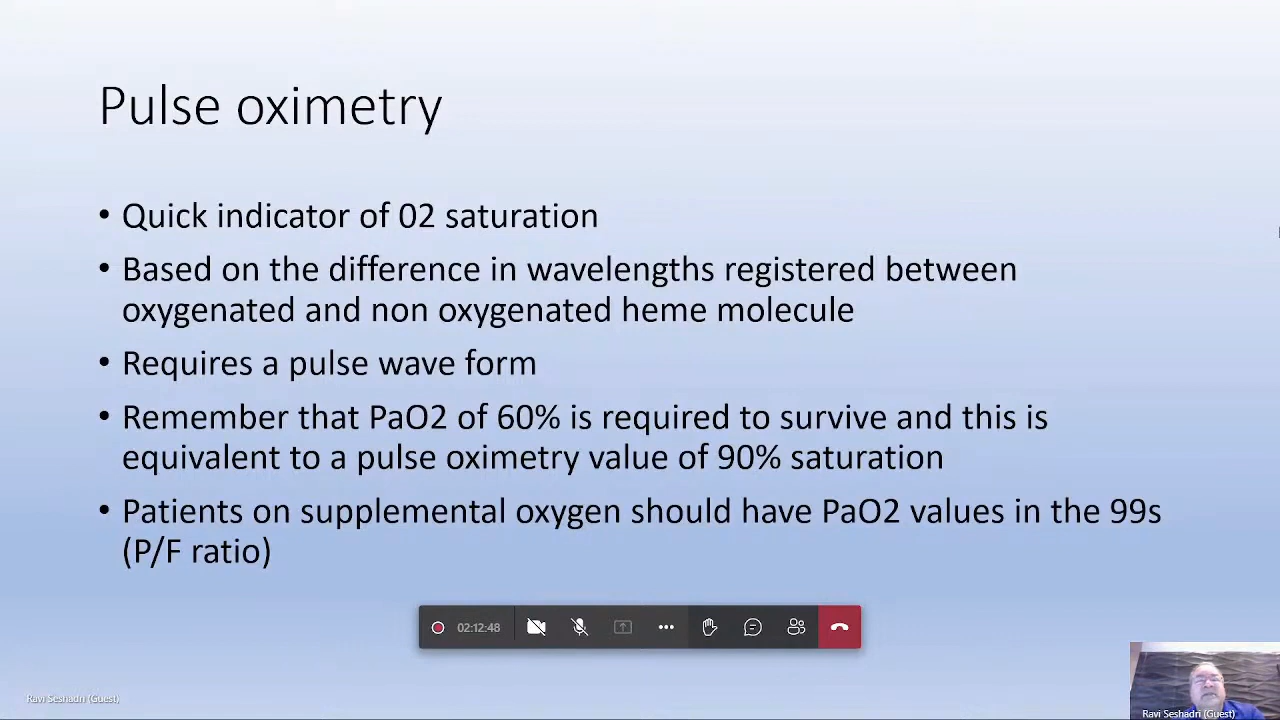 Pulse oximetry
• Quick indicator of 02 saturation
• Based on the difference in wavelengths registered between
oxygenated and non oxygenated heme molecule
• Requires a pulse wave form
• Remember that PaO2 of 60% is required to survive and this is
equivalent to a pulse oximetry value of 90% saturation
• Patients on supplemental oxygen should have PaO2 values in the 99s
(P/F ratio)
02:12:48
Ravi Seshadri (Guest)
Ravi Seshadri (Guest)